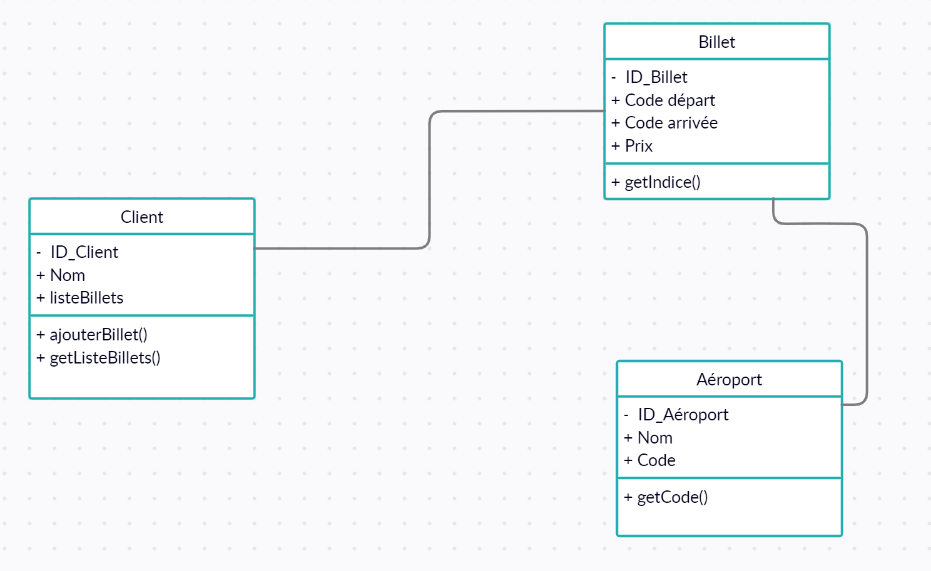 Billet
- ID_Billet
+ Code départ
+ Code arrivée
+ Prix
+ getIndice()
Client
- ID_Client
+ Nom
+ listeBillets
+ ajouterBillet()
+ getListeBillets()
Aéroport
- ID_Aéroport
+ Nom
+ Code
+ getCode()